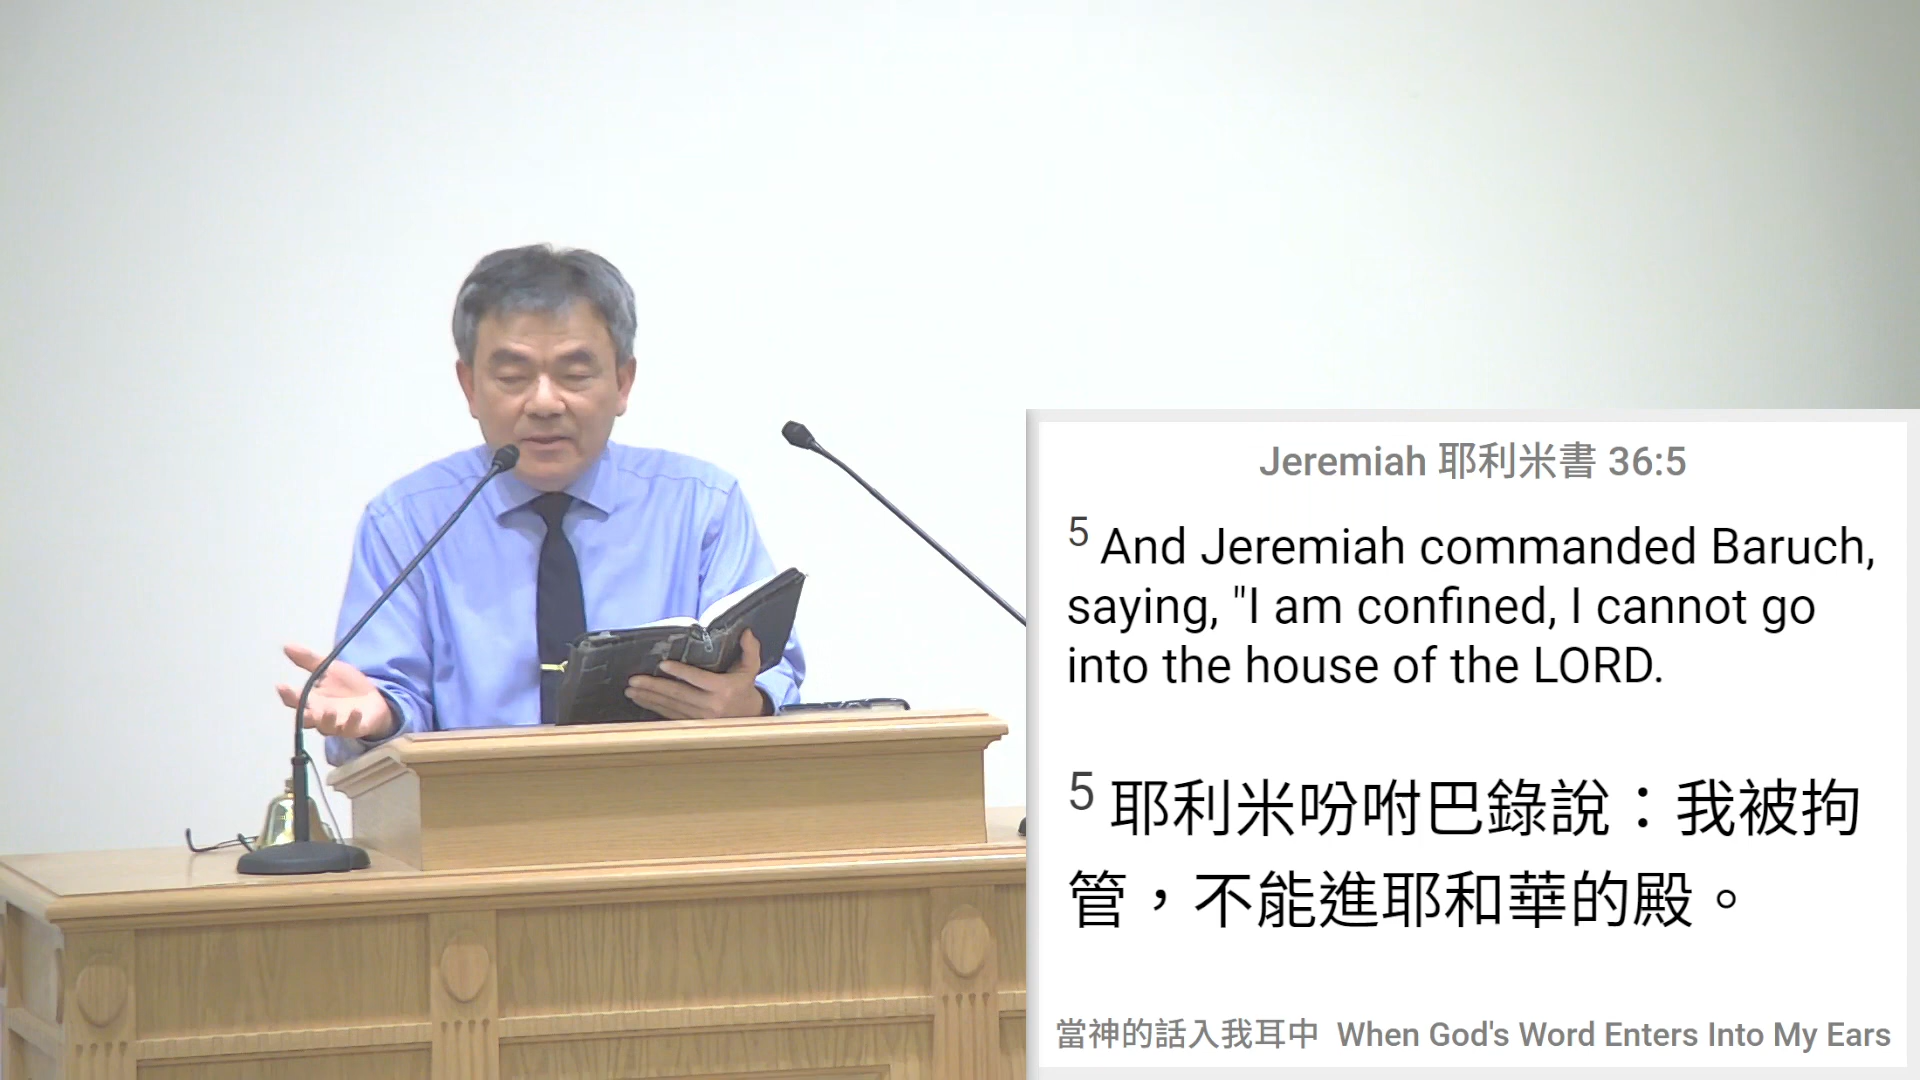 Jeremiah 耶利米書 36:5
5 And Jeremiah commanded Baruch,
saying, "I am confined, I cannot go
into the house of the LORD.
5 耶利米吩咐巴錄說：我被拘
管，不能進耶和華的殿。
當神的話入我耳中 When God's Word Enters Into My Ears